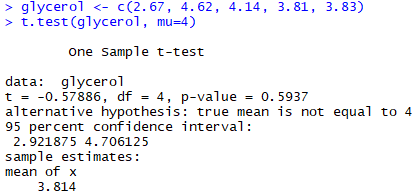 > glycerol <- c(2.67, 4.62, 4.14, 3.81, 3.83)
> t.test(glycerol, mu=4)
One Sample t-test
data:  glycerol
t = -0.57886, df = 4, p-value = 0.5937
alternative hypothesis: true mean is not equal to 4
95 percent confidence interval:
2.921875 4.706125
sample estimates:
mean of x
3.814